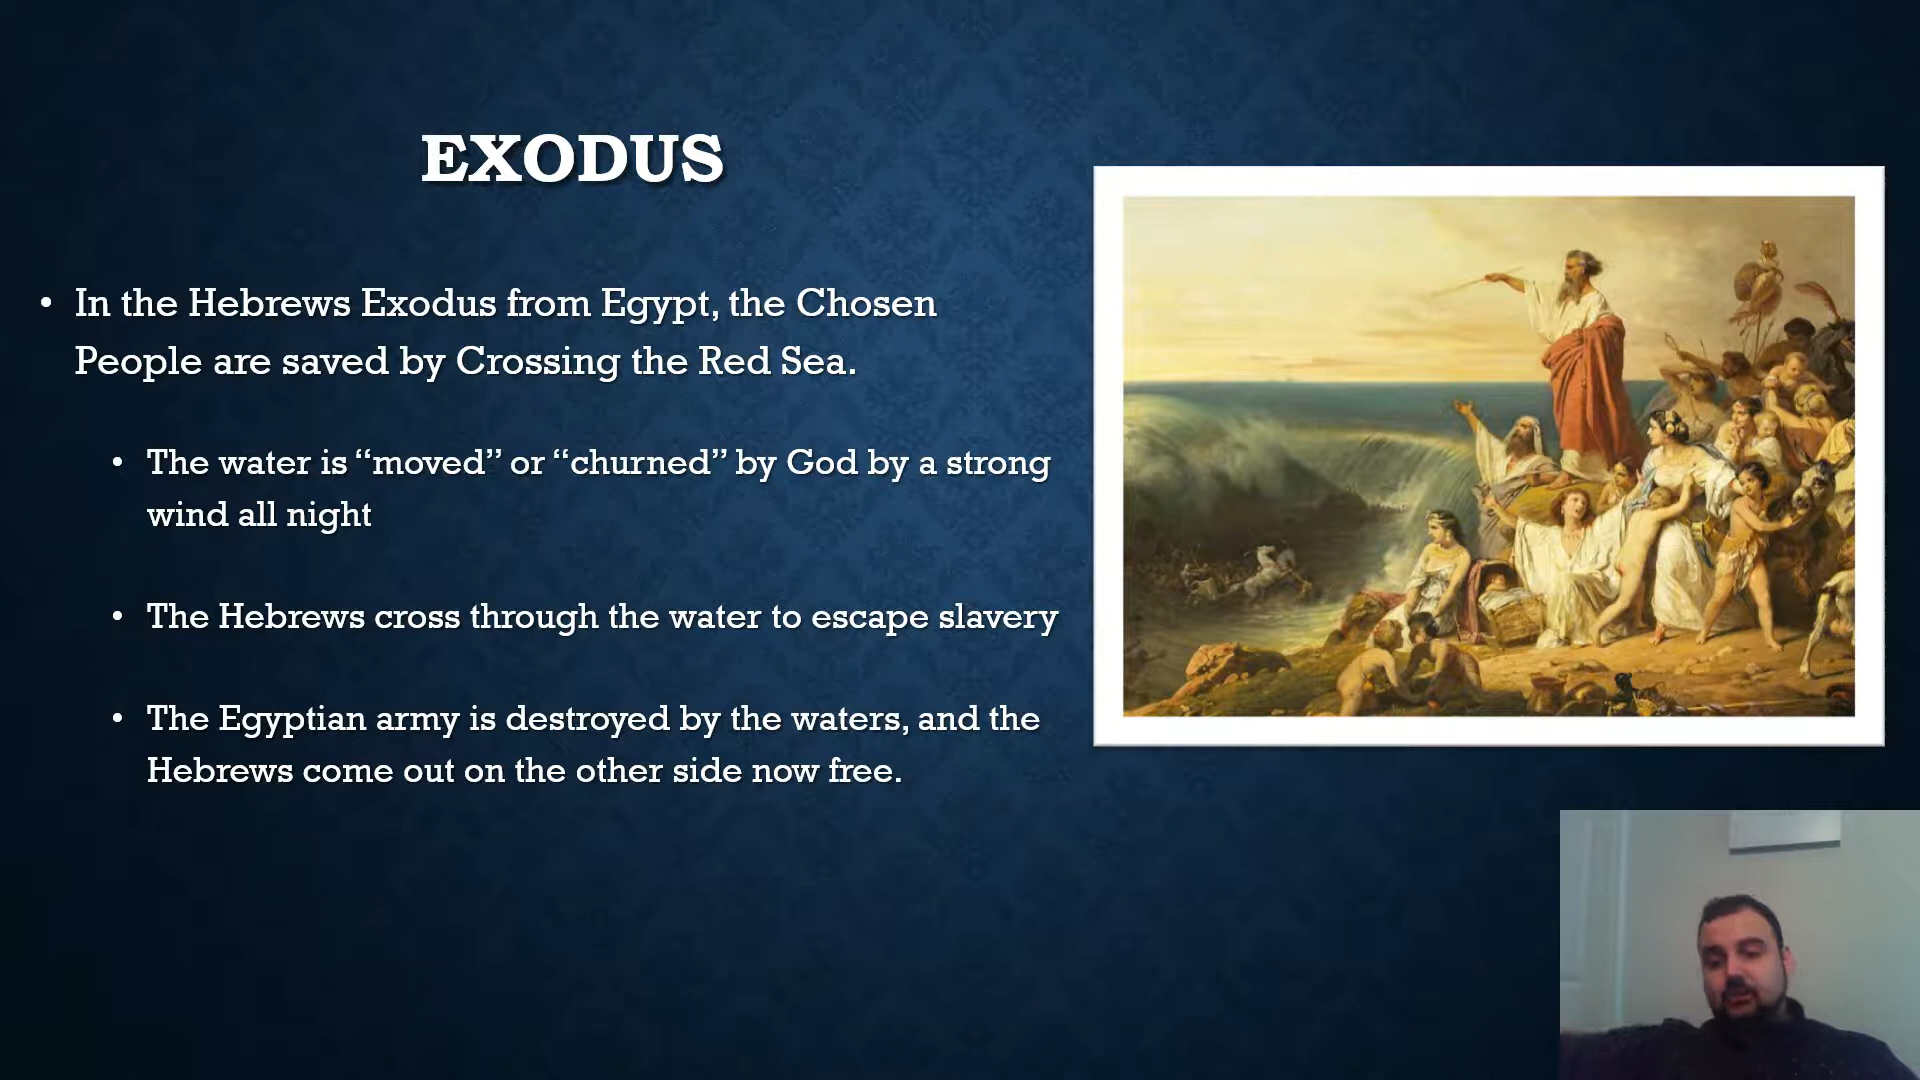 EXODUS
• In the Hebrews Exodus from Egypt, the Chosen
People are saved by Crossing the Red Sea.
• The water is “moved” or “churned” by God by a strong
wind all night
• The Hebrews cross through the water to escape slavery
• The Egyptian army is destroyed by the waters, and the
Hebrews come out on the other side now free.